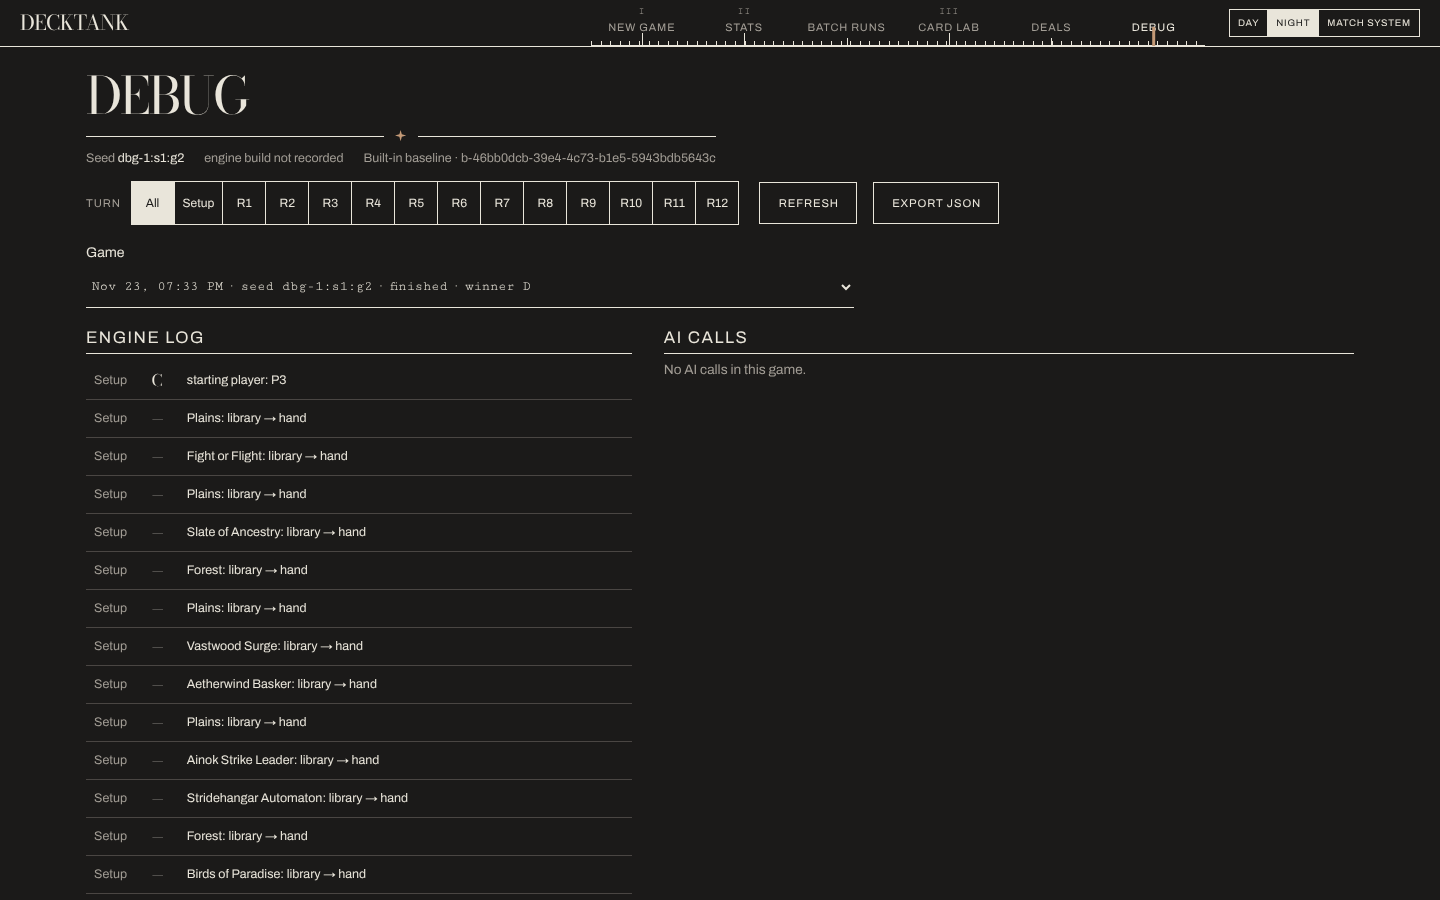 DECKTANK
I
NEW GAME
II
STATS
BATCH RUNS
III
CARD LAB
DEALS
DEBUG
DAY
NIGHT
MATCH SYSTEM
DEBUG
Seed dbg-1:s1:g2 engine build not recorded Built-in baseline · b-46bb0dcb-39e4-4c73-b1e5-5943bdb5643c
TURN All Setup R1 R2 R3 R4 R5 R6 R7 R8 R9 R10 R11 R12 REFRESH EXPORT JSON
Game
Nov 23, 07:33 PM · seed dbg-1:s1:g2 · finished · winner D
ENGINE LOG
Setup C starting player: P3
Setup — Plains: library → hand
Setup — Fight or Flight: library → hand
Setup — Plains: library → hand
Setup — Slate of Ancestry: library → hand
Setup — Forest: library → hand
Setup — Plains: library → hand
Setup — Vastwood Surge: library → hand
Setup — Aetherwind Basker: library → hand
Setup — Plains: library → hand
Setup — Ainok Strike Leader: library → hand
Setup — Stridehangar Automaton: library → hand
Setup — Forest: library → hand
Setup — Birds of Paradise: library → hand
AI CALLS
No AI calls in this game.